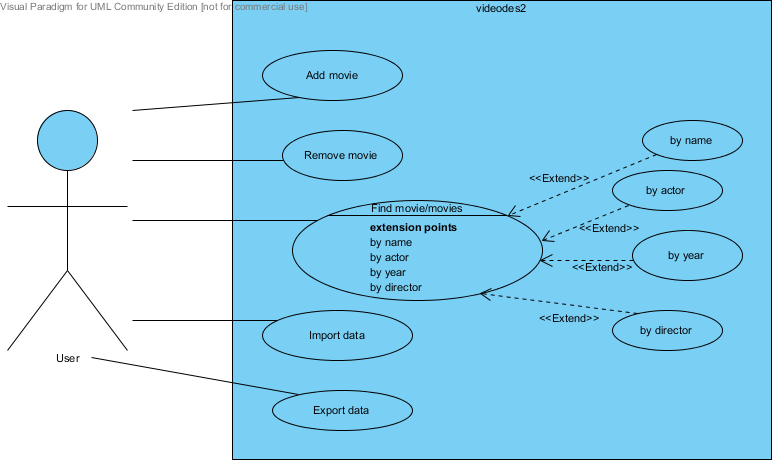 Visual Paradigm for UML Community Edition [not for commercial use]
videodes2
Add movie
Remove movie
Find movie/movies
extension points
by name
by actor
by year
by director
Import data
Export data
User
<<Extend>>
by name
<<Extend>>
by actor
<<Extend>>
by year
<<Extend>>
by director